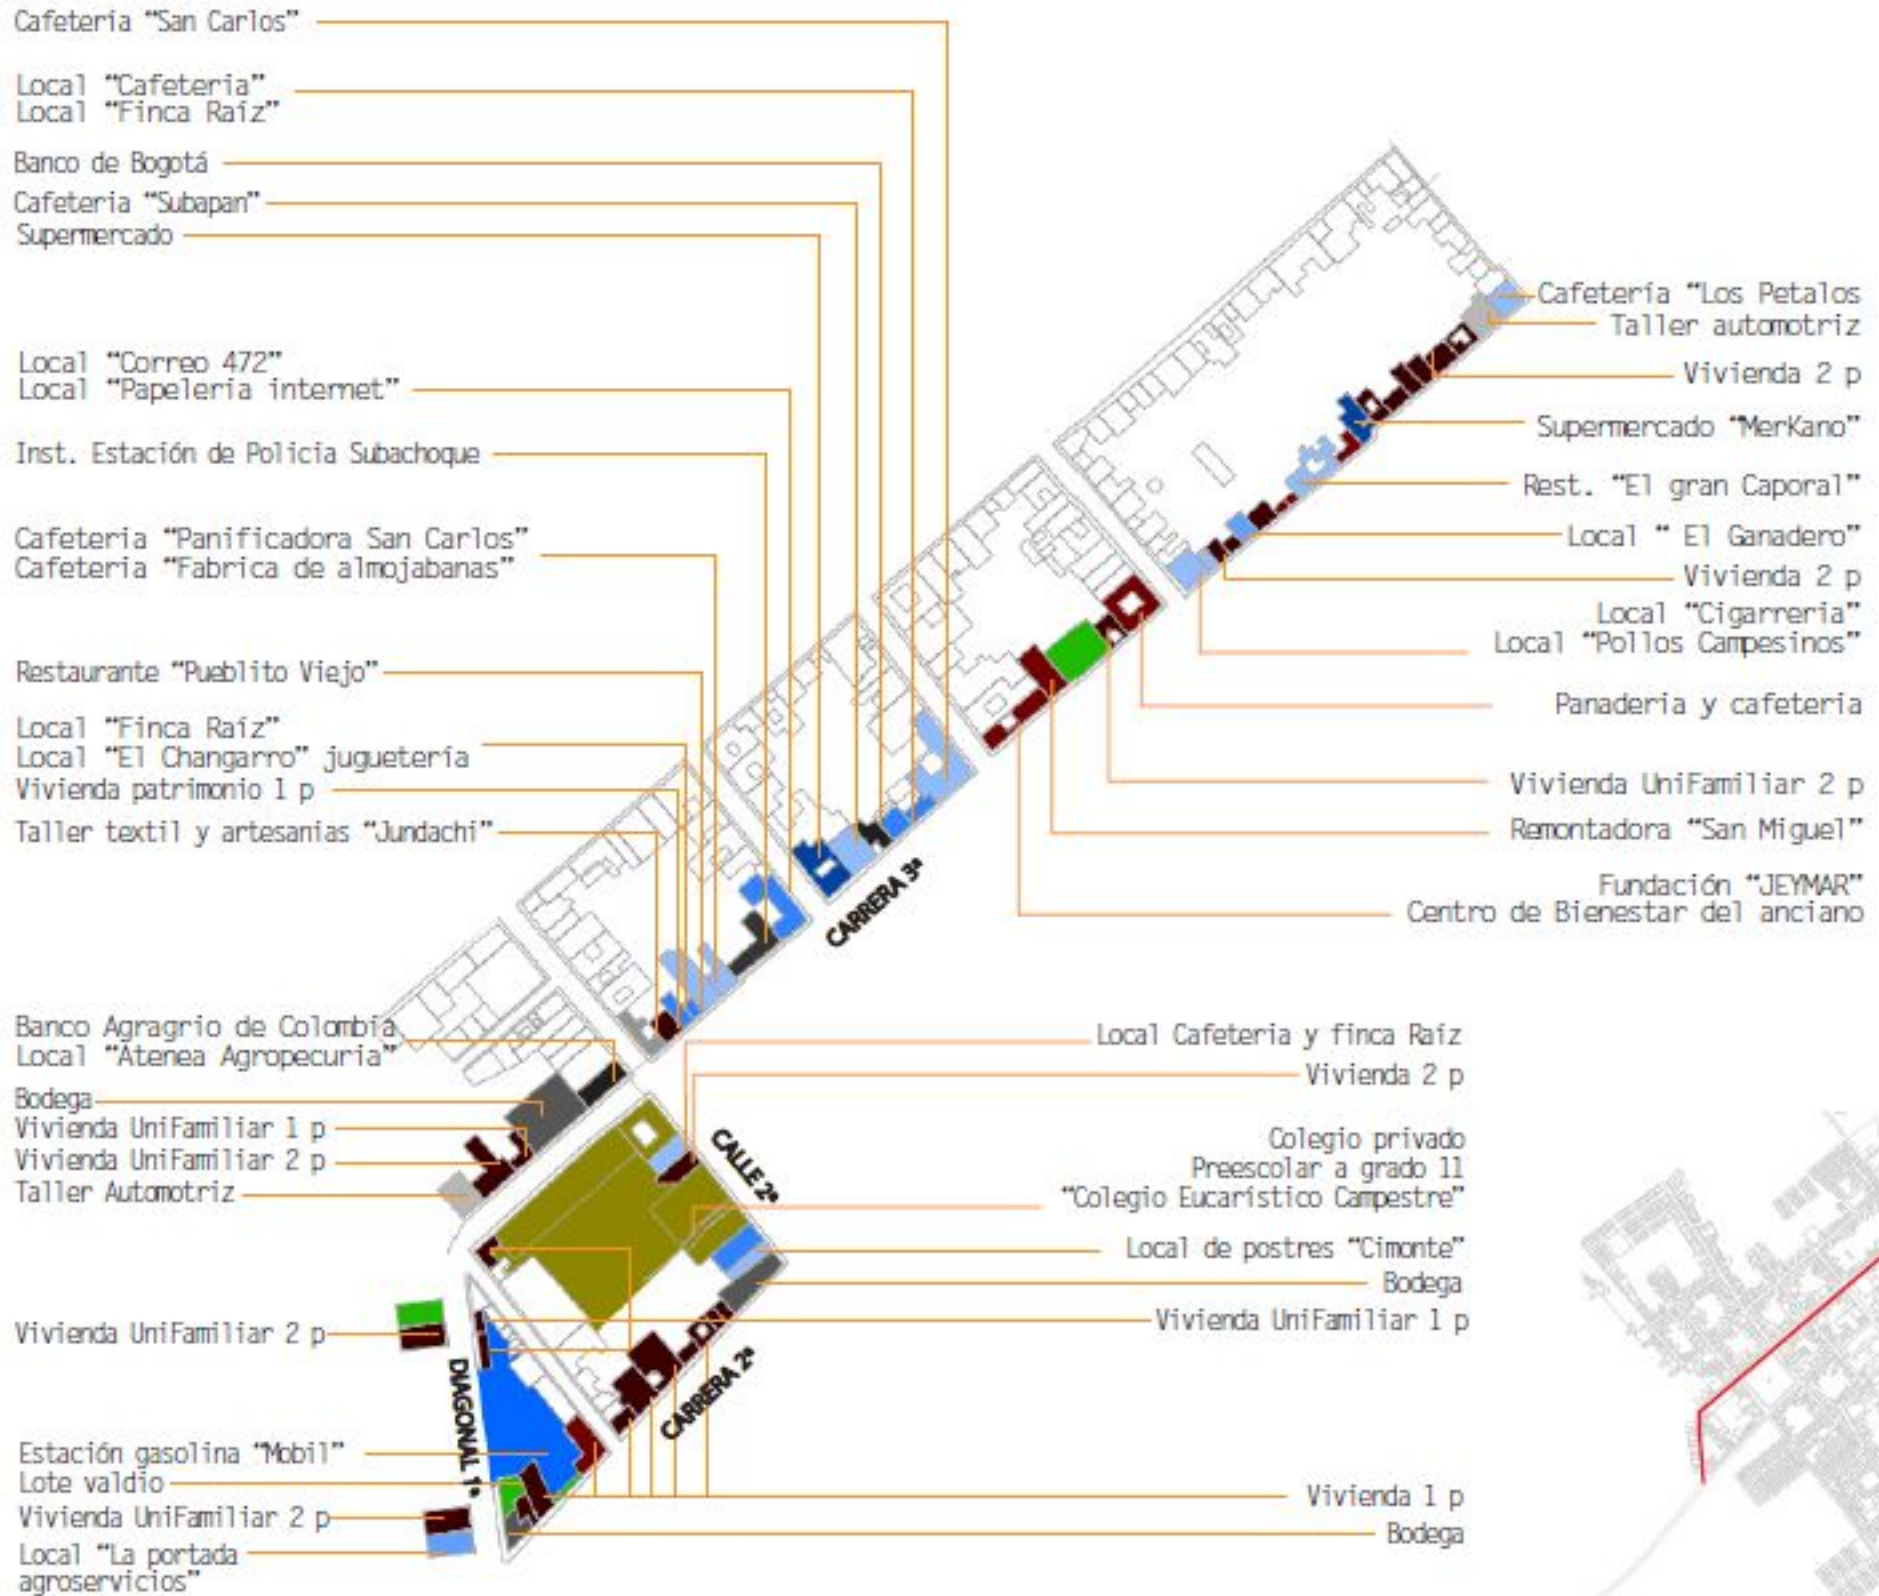 Cafeteria “San Carlos”
Local “Cafeteria”
Local “Finca Raíz”
Banco de Bogotá
Cafeteria “Subapan”
Supermercado
Local “Correo 472”
Local “Papeleria internet”
Inst. Estación de Policia Subachoque
Cafeteria “Panificadora San Carlos”
Cafeteria “Fabrica de almojabanas”
Restaurante “Pueblito Viejo”
Local “Finca Raíz”
Local “El Changarro” juguetería
Vivienda patrimonio 1 p
Taller textil y artesanias “Jundachi”
Banco Agragrio de Colombia
Local “Atenea Agropecuria”
Bodega
Vivienda UniFamiliar 1 p
Vivienda UniFamiliar 2 p
Taller Automotriz
Vivienda UniFamiliar 2 p
Estación gasolina “Mobil”
Lote valdio
Vivienda UniFamiliar 2 p
Local “La portada
agroservicios”
CARRERA 3ª
CALLE 2ª
CARRERA 2ª
DIAGONAL 1ª
Cafeteria “Los Petalos
Taller automotriz
Vivienda 2 p
Supermercado “MerKano”
Rest. “El gran Caporal”
Local “ El Ganadero”
Vivienda 2 p
Local “Cigarreria”
Local “Pollos Campesinos”
Panaderia y cafeteria
Vivienda UniFamiliar 2 p
Remontadora “San Miguel”
Fundación “JEYMAR”
Centro de Bienestar del anciano
Local Cafeteria y finca Raíz
Vivienda 2 p
Colegio privado
Preescolar a grado 11
“Colegio Eucarístico Campestre”
Local de postres “Cimonte”
Bodega
Vivienda UniFamiliar 1 p
Vivienda 1 p
Bodega